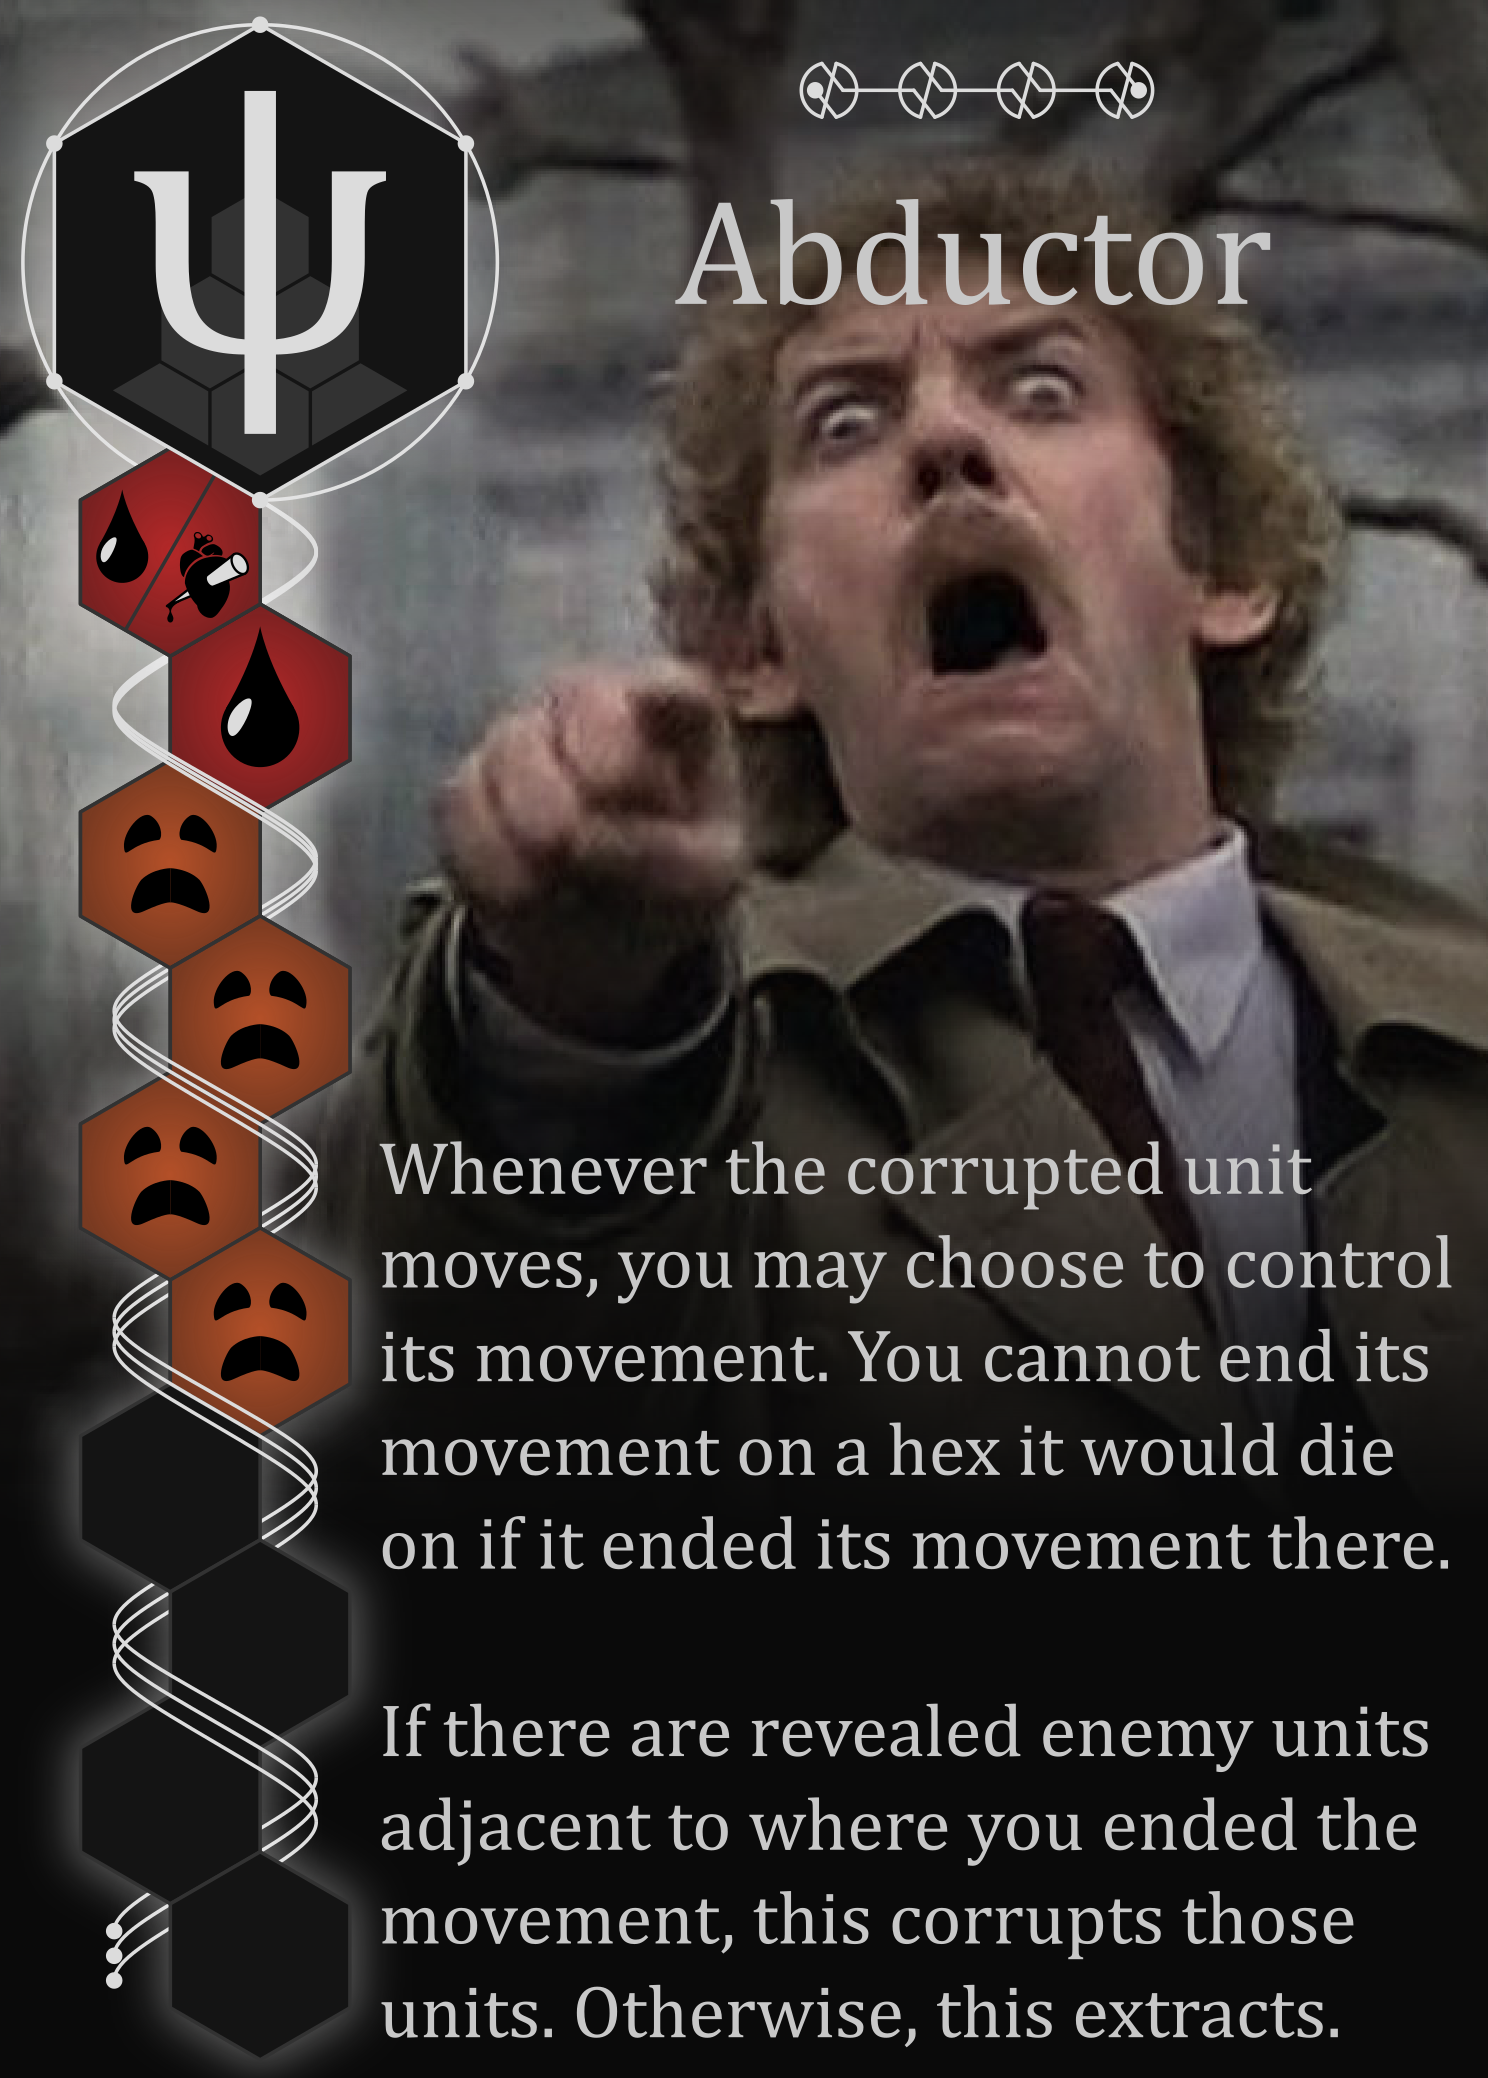 ψ
Abductor
Whenever the corrupted unit
moves, you may choose to control
its movement. You cannot end its
movement on a hex it would die
on if it ended its movement there.
If there are revealed enemy units
adjacent to where you ended the
movement, this corrupts those
units. Otherwise, this extracts.